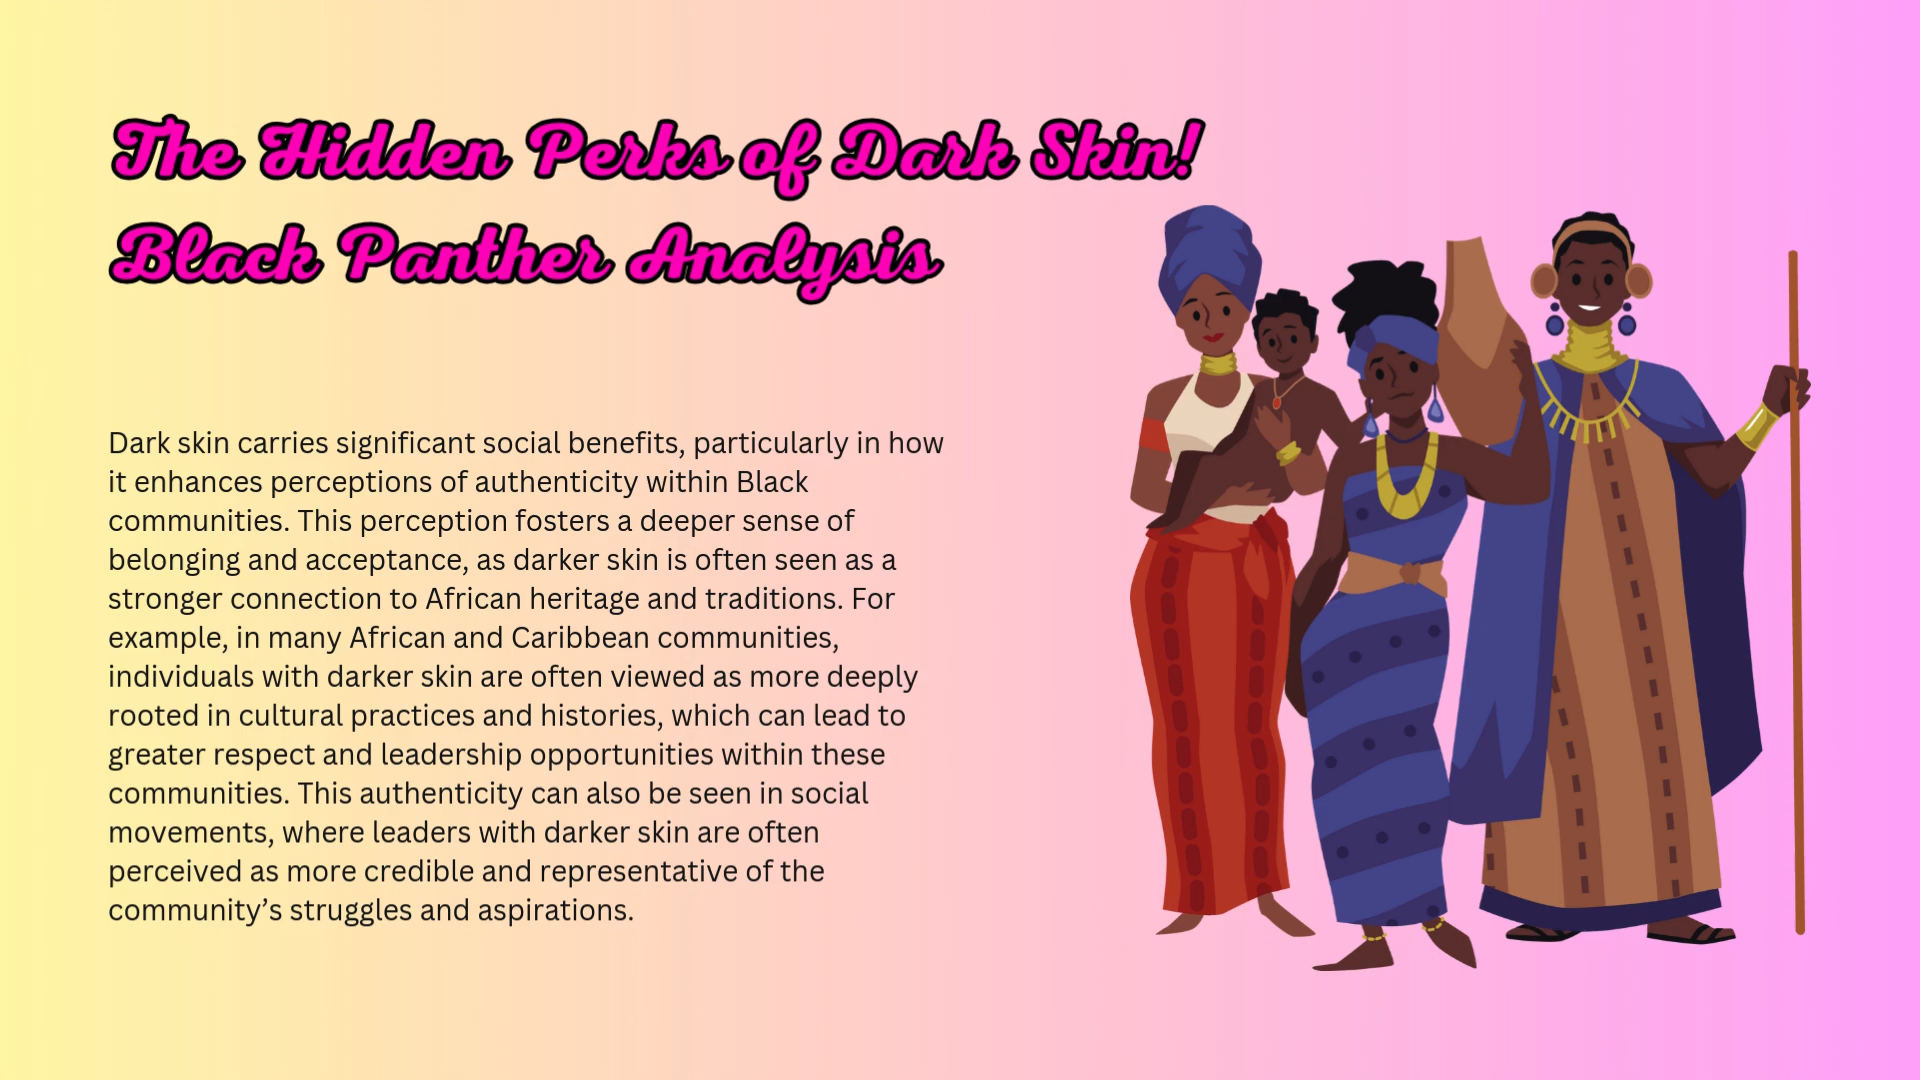 The Hidden Perks of Dark Skin!
Black Panther Analysis
Dark skin carries significant social benefits, particularly in how
it enhances perceptions of authenticity within Black
communities. This perception fosters a deeper sense of
belonging and acceptance, as darker skin is often seen as a
stronger connection to African heritage and traditions. For
example, in many African and Caribbean communities,
individuals with darker skin are often viewed as more deeply
rooted in cultural practices and histories, which can lead to
greater respect and leadership opportunities within these
communities. This authenticity can also be seen in social
movements, where leaders with darker skin are often
perceived as more credible and representative of the
community’s struggles and aspirations.